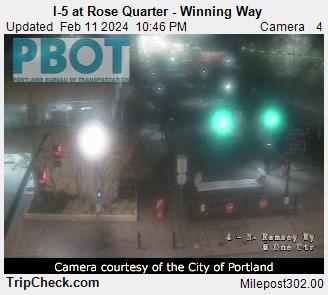 I-5 at Rose Quarter - Winning Way
Updated Feb 11 2024 10:46 PM Camera 4
PBOT
PORTLAND BUREAU OF TRANSPORTATION
4 - N. Ramsey Wy
@ One Ctr
Camera courtesy of the City of Portland
TripCheck.com Milepost302.00